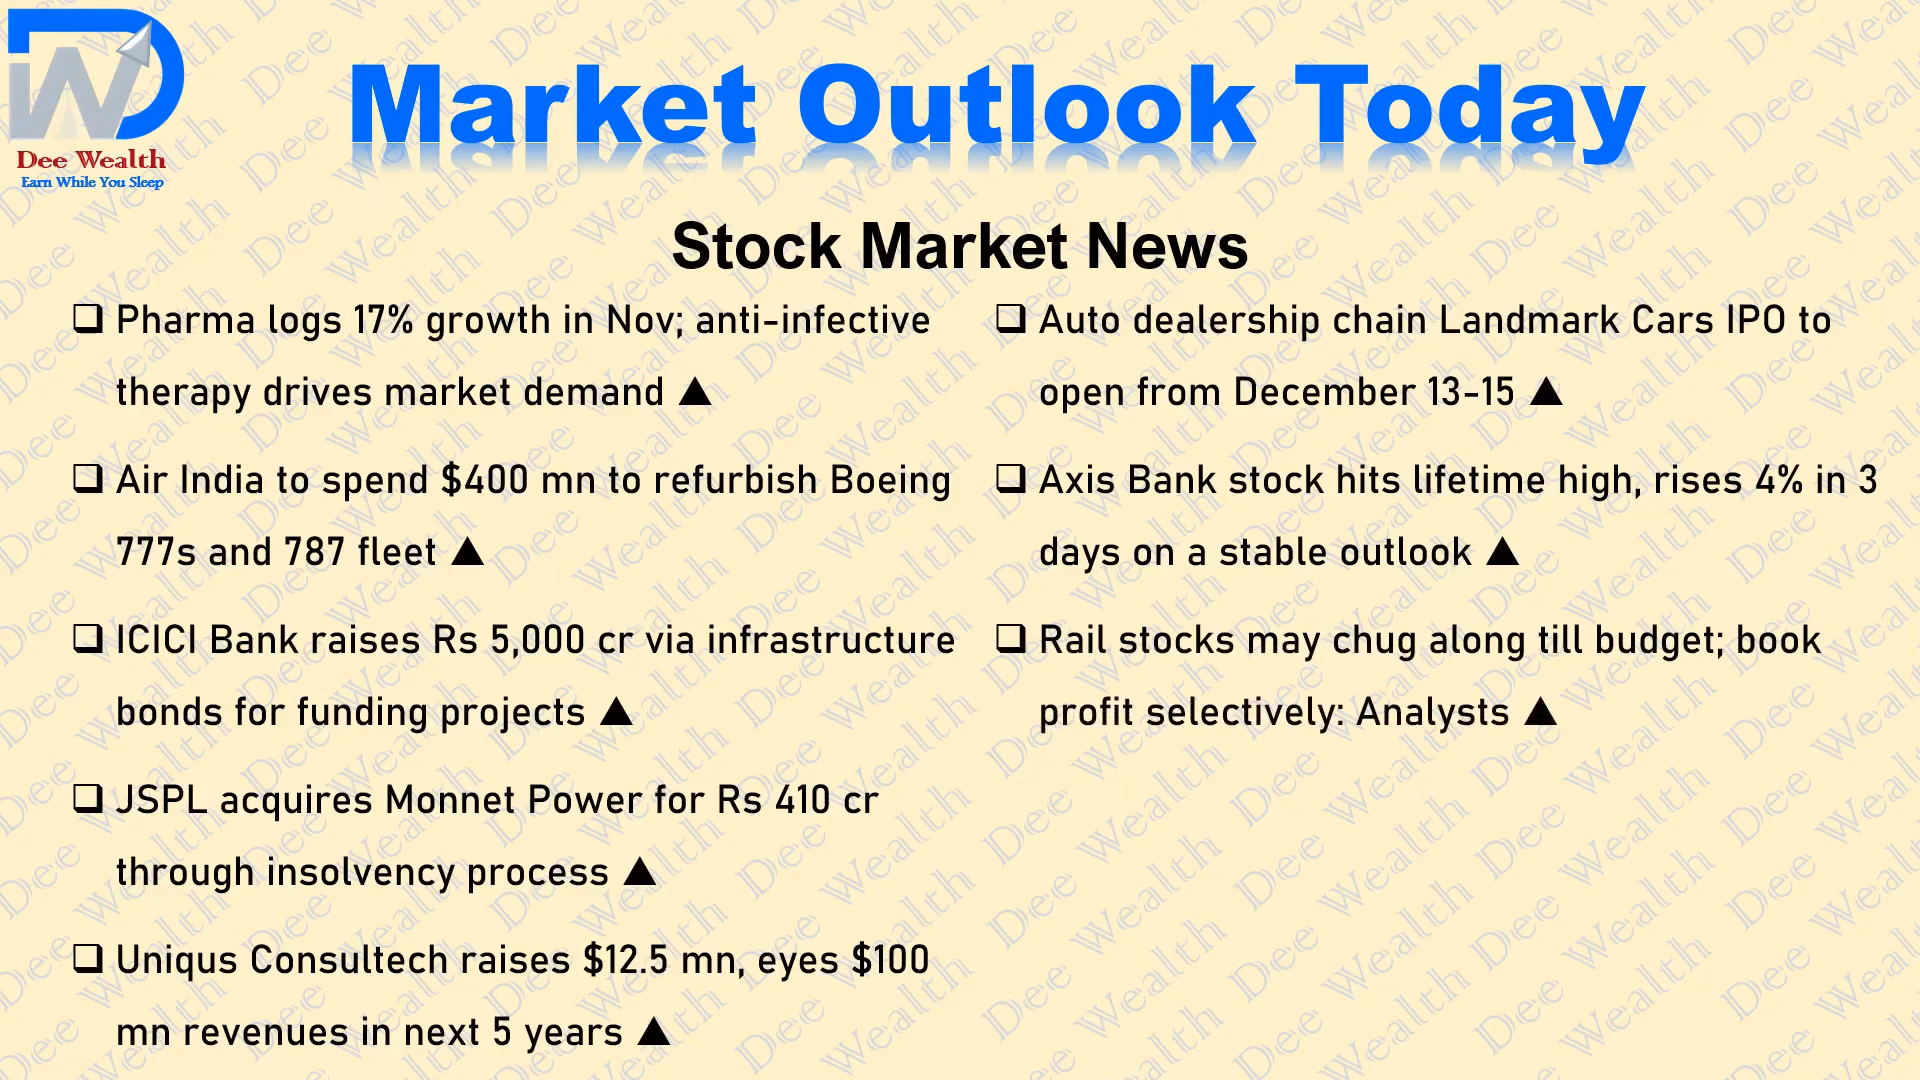 Dee Wealth
Earn While You Sleep
Market Outlook Today
Stock Market News
❑ Pharma logs 17% growth in Nov; anti-infective
therapy drives market demand ▲
❑ Air India to spend $400 mn to refurbish Boeing
777s and 787 fleet ▲
❑ ICICI Bank raises Rs 5,000 cr via infrastructure
bonds for funding projects ▲
❑ JSPL acquires Monnet Power for Rs 410 cr
through insolvency process ▲
❑ Uniqus Consultech raises $12.5 mn, eyes $100
mn revenues in next 5 years ▲
❑ Auto dealership chain Landmark Cars IPO to
open from December 13-15 ▲
❑ Axis Bank stock hits lifetime high, rises 4% in 3
days on a stable outlook ▲
❑ Rail stocks may chug along till budget; book
profit selectively: Analysts ▲